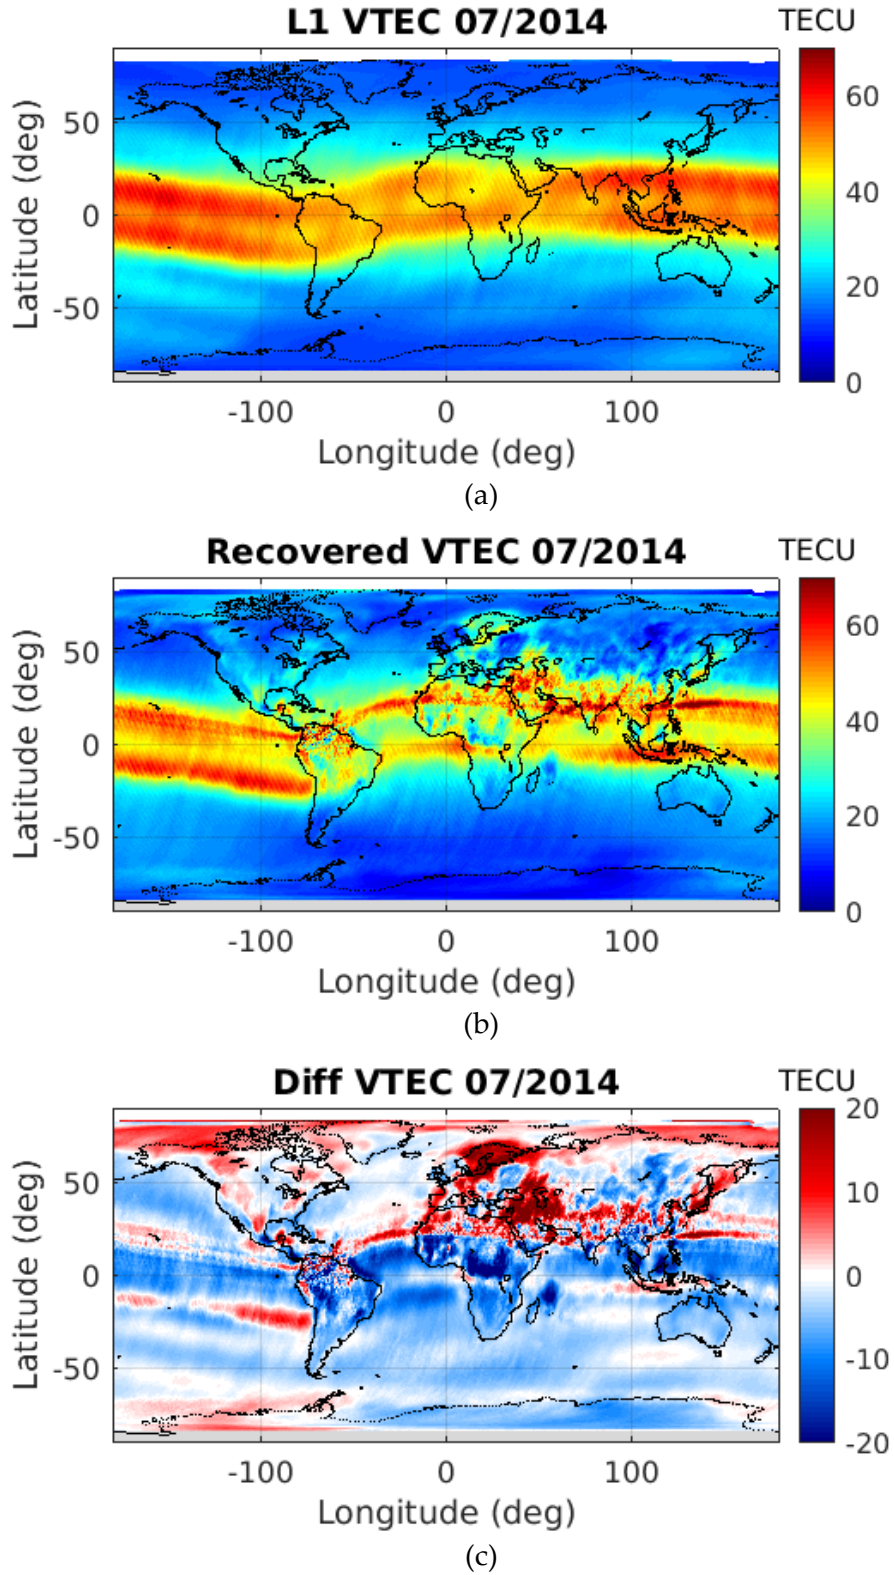 L1 VTEC 07/2014 TECU
Latitude (deg)
50
0
-50
60
40
20
0
-100 0 100
Longitude (deg)
(a)
Recovered VTEC 07/2014 TECU
Latitude (deg)
50
0
-50
60
40
20
0
-100 0 100
Longitude (deg)
(b)
Diff VTEC 07/2014 TECU
Latitude (deg)
50
0
-50
20
10
0
-10
-20
-100 0 100
Longitude (deg)
(c)